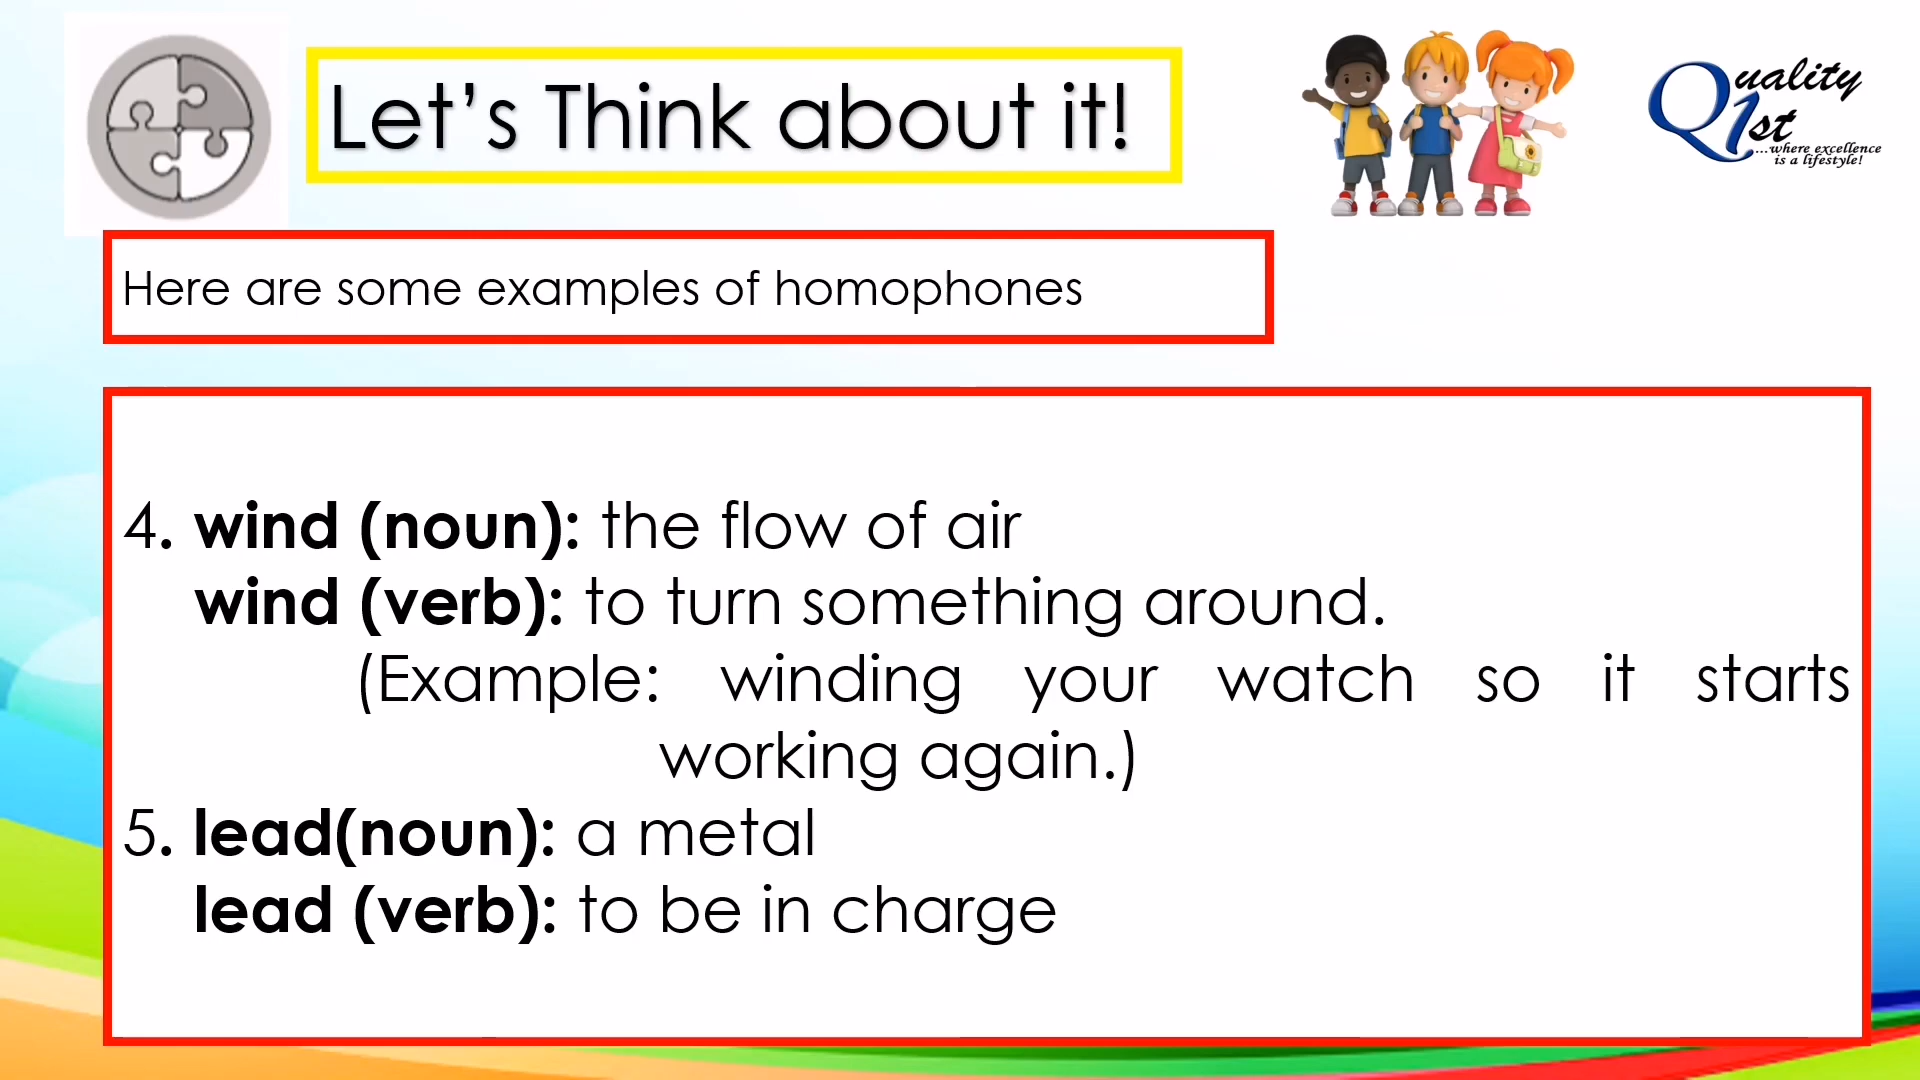 Let’s Think about it!
Quality
1st
...where excellence
is a lifestyle!
Here are some examples of homophones
4. wind (noun): the flow of air
wind (verb): to turn something around.
(Example: winding your watch so it starts
working again.)
5. lead(noun): a metal
lead (verb): to be in charge